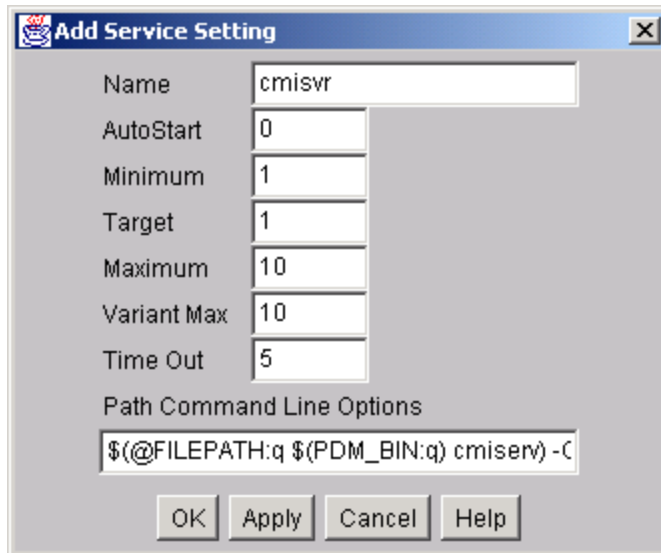 Add Service Setting
Name cmisvr
AutoStart 0
Minimum 1
Target 1
Maximum 10
Variant Max 10
Time Out 5
Path Command Line Options
$(@FILEPATH:q $(PDM_BIN:q) cmiserv) -
OK Apply Cancel Help